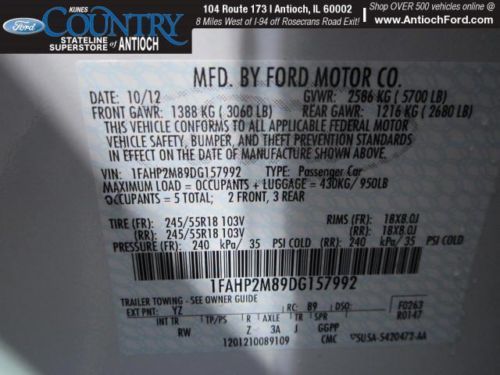 Ford
KUNES
COUNTRY
STATELINE
SUPERSTORE of ANTIOCH
104 Route 173 I Antioch, IL 60002
8 Miles West of I-94 off Rosecrans Road Exit!
Shop OVER 500 vehicles online @
www.AntiochFord.com
MFD. BY FORD MOTOR CO.
DATE: 10/12 GVWR: 2586 KG ( 5700 LB)
FRONT GAWR: 1388 KG ( 3060 LB) REAR GAWR: 1216 KG ( 2680 LB)
THIS VEHICLE CONFORMS TO ALL APPLICABLE FEDERAL MOTOR
VEHICLE SAFETY, BUMPER, AND THEFT PREVENTION STANDARDS
IN EFFECT ON THE DATE OF MANUFACTURE SHOWN ABOVE.
VIN: 1FAHP2M89DG157992 TYPE: Passenger Car
MAXIMUM LOAD = OCCUPANTS + LUGGAGE = 430KG/ 950LB
OCCUPANTS = 5 TOTAL; 2 FRONT, 3 REAR
TIRE (FR): 245/55R18 103V RIMS (FR): 18X8.0J
(RR): 245/55R18 103V (RR): 18X8.0J
PRESSURE (FR): 240 kPa/ 35 PSI COLD (RR): 240 kPa/ 35 PSI COLD
1FAHP2M89DG157992
TRAILER TOWING - SEE OWNER GUIDE
EXT PNT: YZ RC: B9 DSO: F0263
R0147
INT TR TP/PS R AXLE TR SPR
RW Z 3A J GGPP
1201210089109 CMC 5U5A-5420472-AA